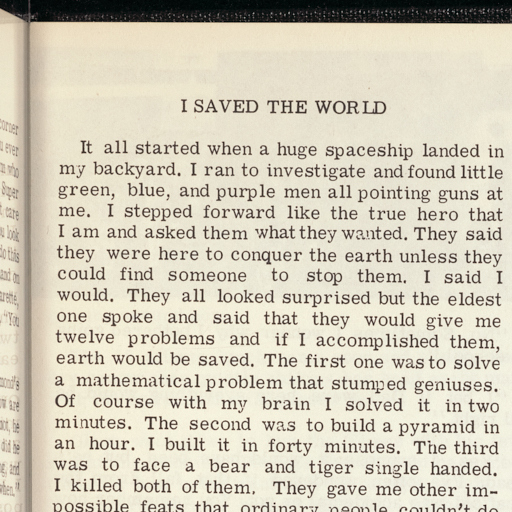 I SAVED THE WORLD
It all started when a huge spaceship landed in
my backyard. I ran to investigate and found little
green, blue, and purple men all pointing guns at
me. I stepped forward like the true hero that
I am and asked them what they wanted. They said
they were here to conquer the earth unless they
could find someone to stop them. I said I
would. They all looked surprised but the eldest
one spoke and said that they would give me
twelve problems and if I accomplished them,
earth would be saved. The first one was to solve
a mathematical problem that stumped geniuses.
Of course with my brain I solved it in two
minutes. The second was to build a pyramid in
an hour. I built it in forty minutes. The third
was to face a bear and tiger single handed.
I killed both of them. They gave me other im-
possible feats that ordinary people couldn't do